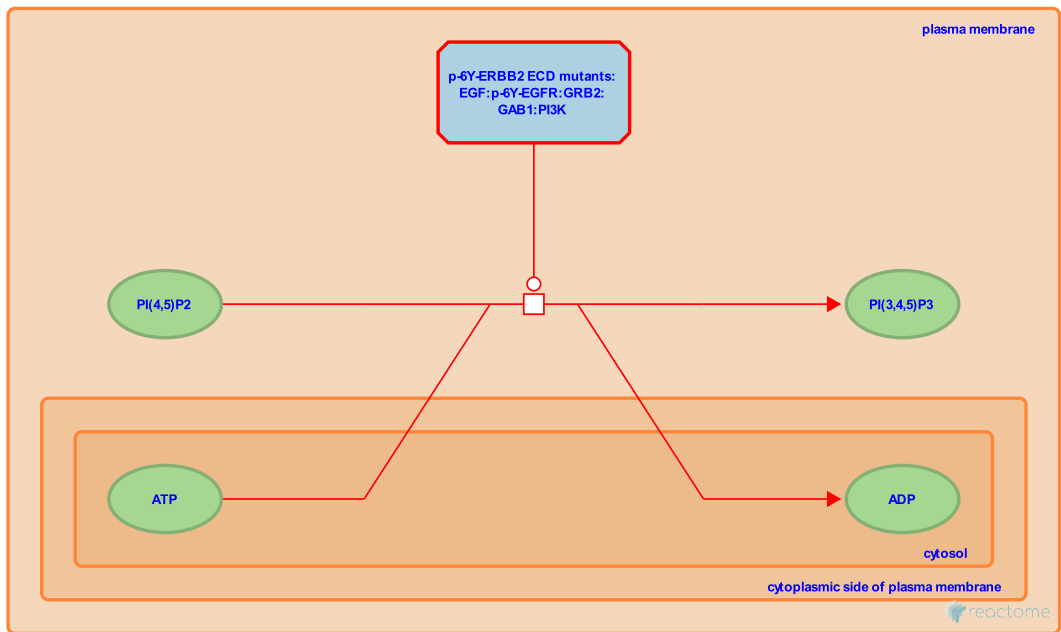 plasma membrane
p-6Y-ERBB2 ECD mutants:
EGF:p-6Y-EGFR:GRB2:
GAB1:PI3K
PI(4,5)P2
PI(3,4,5)P3
ATP
ADP
cytosol
cytoplasmic side of plasma membrane
reactome